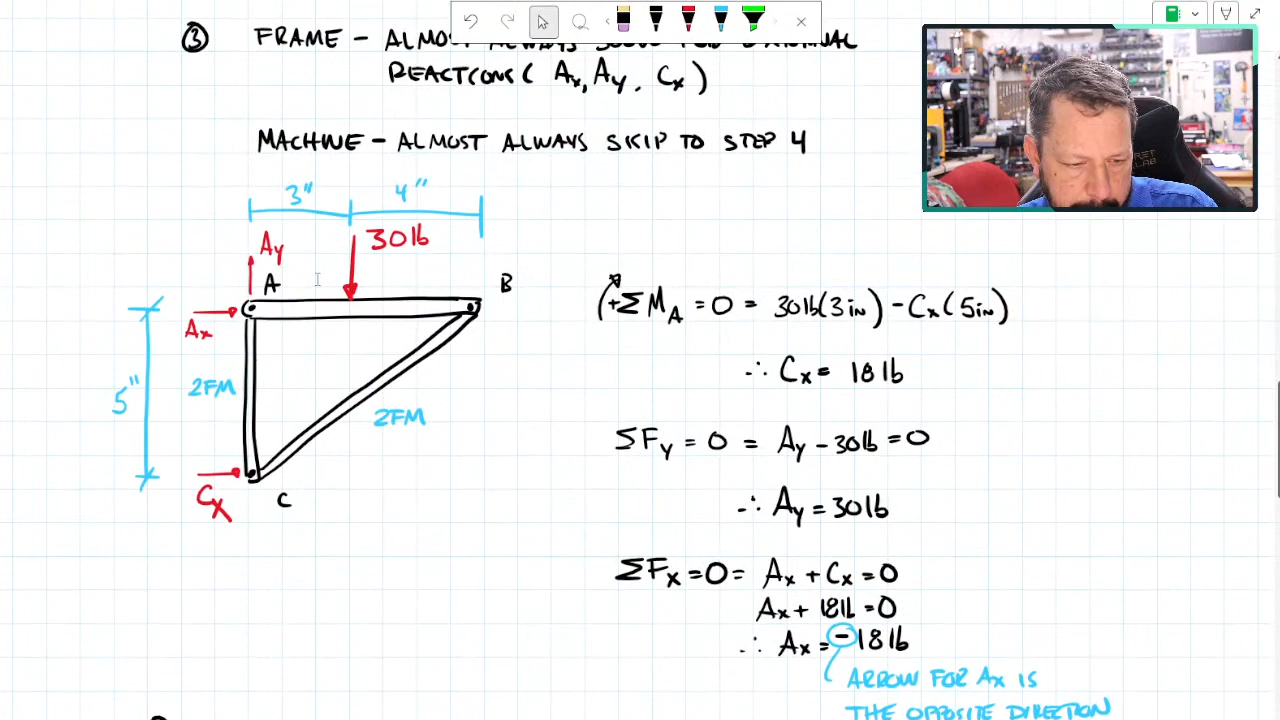 ③ FRAME - ALMOST ALWAYS
REACTIONS ( Ax, Ay, Cx )
MACHINE - ALMOST ALWAYS SKIP TO STEP 4
3" 4"
Ay 30lb
A B
Ax
5" 2FM 2FM
Cx C
+ΣMA = 0 = 30lb(3in) - Cx(5in)
∴ Cx = 18lb
ΣFy = 0 = Ay - 30lb = 0
∴ Ay = 30lb
ΣFx = 0 = Ax + Cx = 0
Ax + 18lb = 0
∴ Ax = -18lb
ARROW FOR Ax IS
THE OPPOSITE DIRECTION